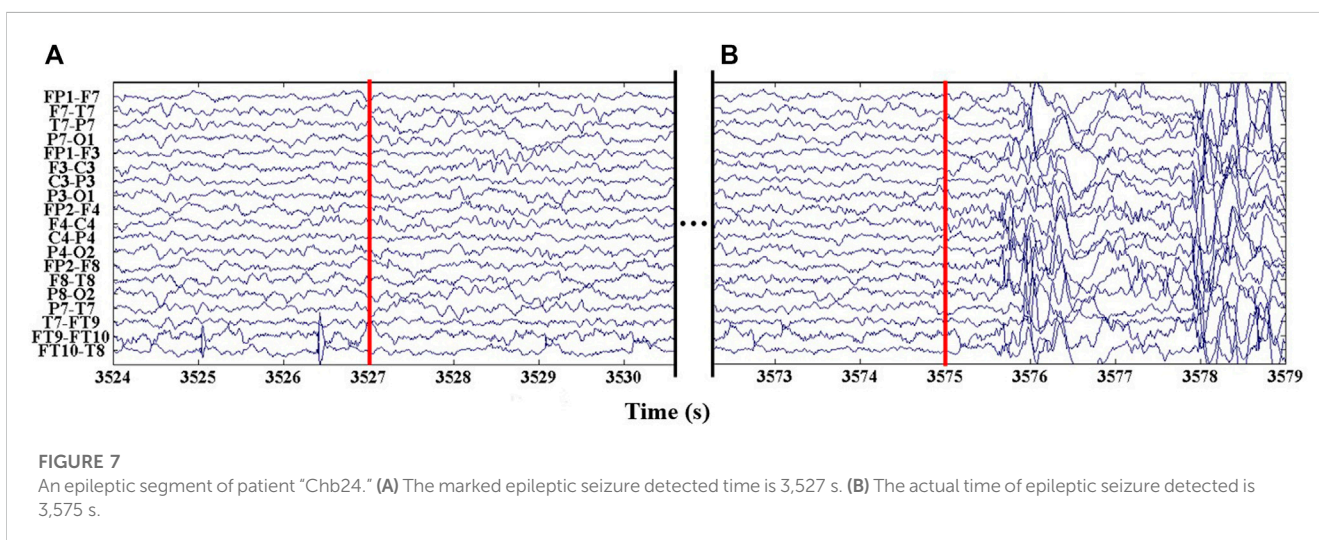 A
B
FP1-F7
F7-T7
T7-P7
P7-O1
FP1-F3
F3-C3
C3-P3
P3-O1
FP2-F4
F4-C4
C4-P4
P4-O2
FP2-F8
F8-T8
P8-O2
P7-T7
T7-FT9
FT9-FT10
FT10-T8
3524 3525 3526 3527 3528 3529 3530 3573 3574 3575 3576 3577 3578 3579
Time (s)
FIGURE 7
An epileptic segment of patient “Chb24.” (A) The marked epileptic seizure detected time is 3,527 s. (B) The actual time of epileptic seizure detected is
3,575 s.